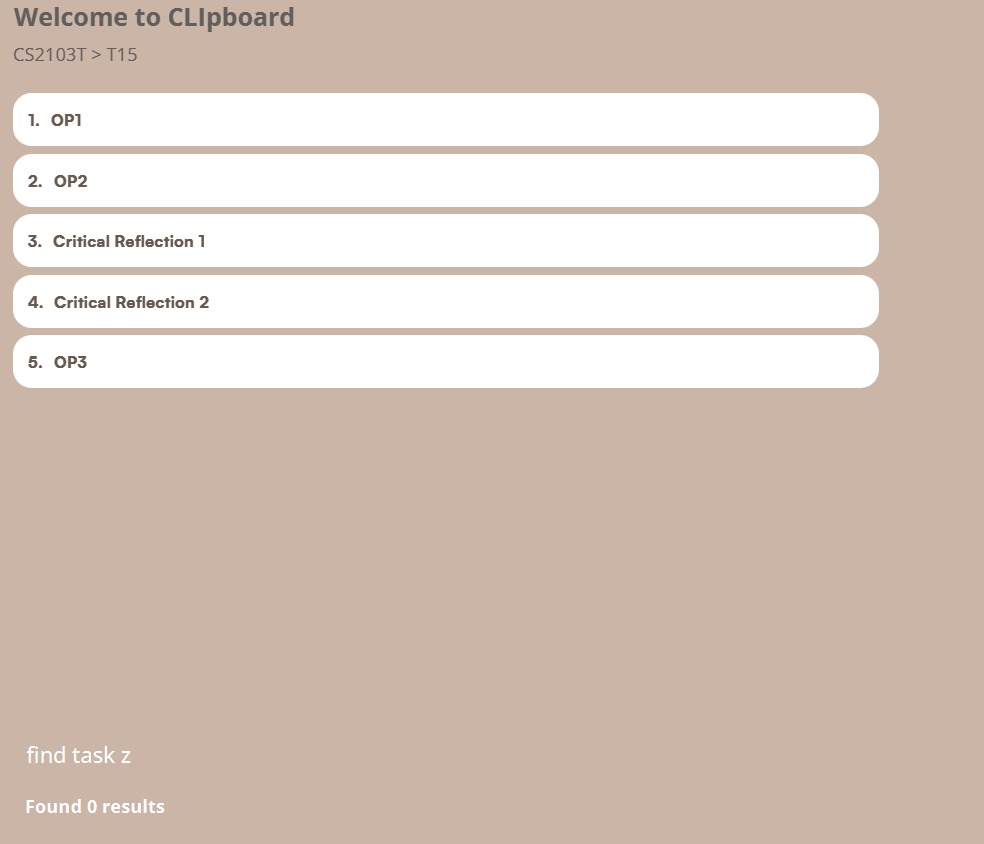 Welcome to CLIpboard
CS2103T > T15
1. OP1
2. OP2
3. Critical Reflection 1
4. Critical Reflection 2
5. OP3
find task z
Found 0 results